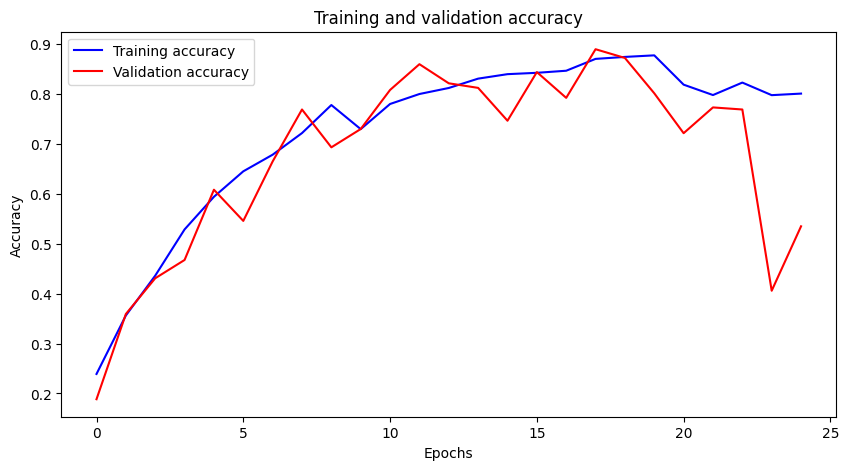 Training and validation accuracy
Training accuracy
Validation accuracy
0.9
0.8
0.7
0.6
0.5
0.4
0.3
0.2
Accuracy
0 5 10 15 20 25
Epochs